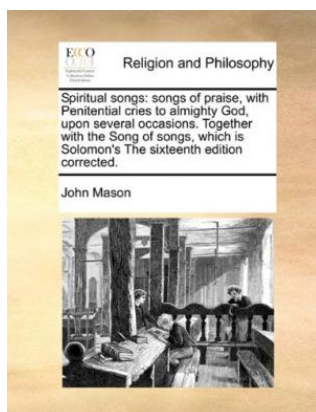 ECCO
Religion and Philosophy
Spiritual songs: songs of praise, with
Penitential cries to almighty God,
upon several occasions. Together
with the Song of songs, which is
Solomon's The sixteenth edition
corrected.
John Mason